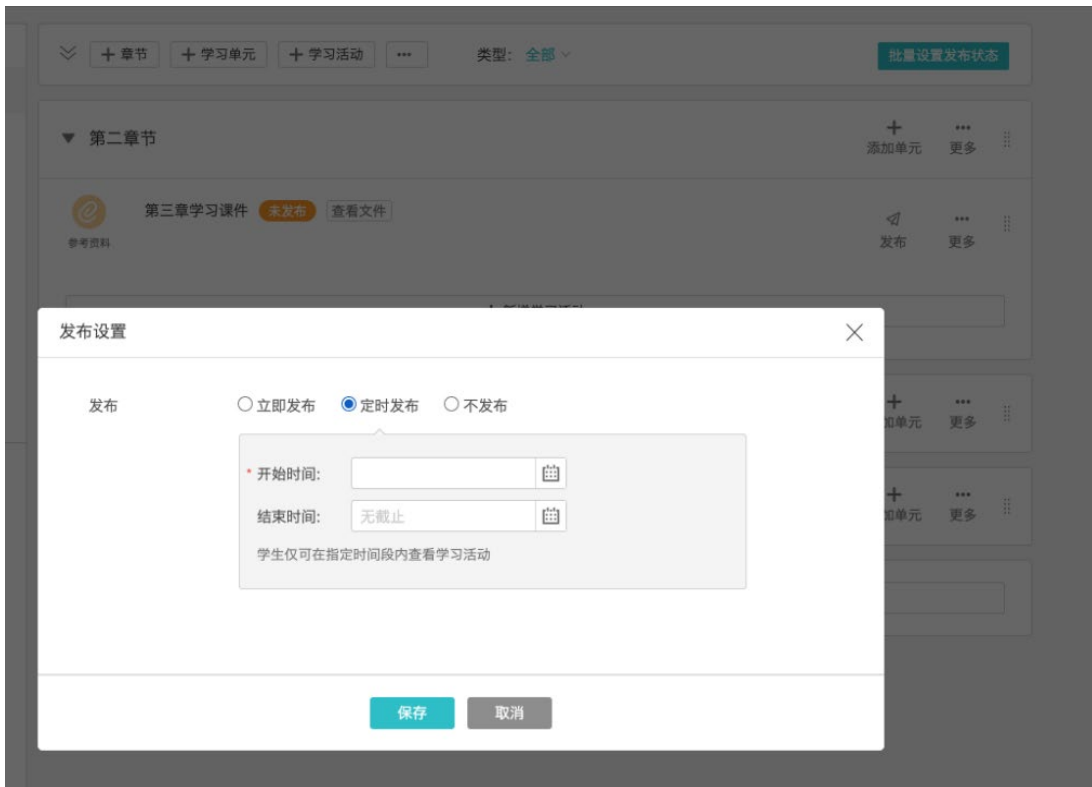 + 章节 + 学习单元 + 学习活动 ··· 类型: 全部 批量设置发布状态
第二章节 添加单元 更多
第三章学习课件 未发布 查看文件
参考资料 发布 更多
发布设置
发布 立即发布 定时发布 不发布
* 开始时间:
结束时间: 无截止
学生仅可在指定时间段内查看学习活动
加单元 更多
加单元 更多
保存 取消